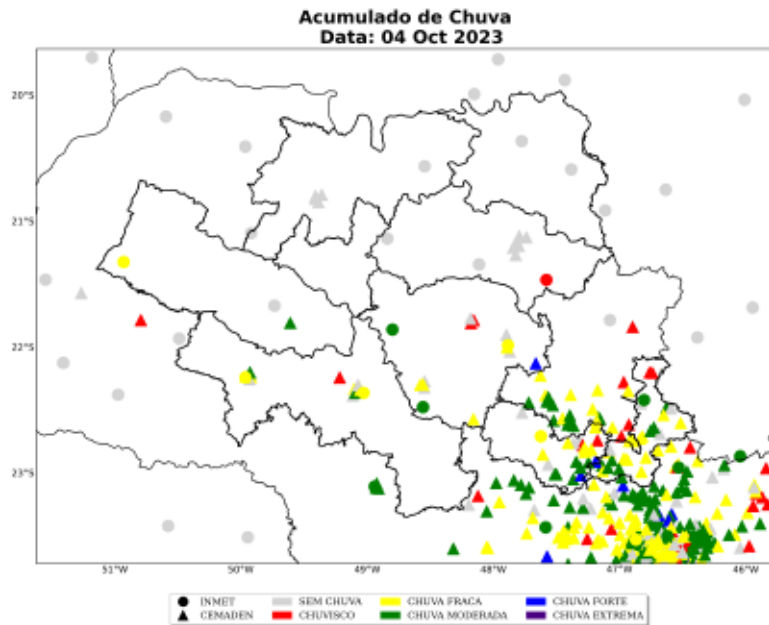 Acumulado de Chuva
Data: 04 Oct 2023
20°S
21°S
22°S
23°S
51°W
50°W
49°W
48°W
47°W
46°W
INMET
SEM CHUVA
CHUVA FRACA
CHUVA FORTE
CEMADEN
CHUVISCO
CHUVA MODERADA
CHUVA EXTREMA